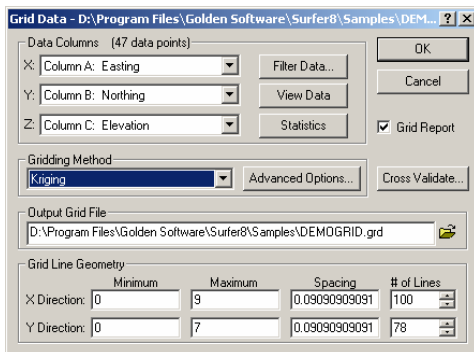 Grid Data - D:\Program Files\Golden Software\Surfer8\Samples\DEM0... ? ×
Data Columns (47 data points)
X: Column A: Easting
Y: Column B: Northing
Z: Column C: Elevation
Filter Data...
View Data
Statistics
OK
Cancel
Grid Report
Gridding Method
Kriging
Advanced Options...
Cross Validate...
Output Grid File
D:\Program Files\Golden Software\Surfer8\Samples\DEMOGRID.grd
Grid Line Geometry
Minimum Maximum Spacing # of Lines
X Direction: 0 9 0.09090909091 100
Y Direction: 0 7 0.09090909091 78